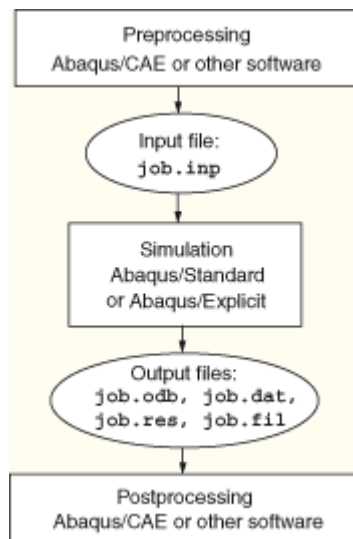 Preprocessing
Abaqus/CAE or other software
Input file:
job.inp
Simulation
Abaqus/Standard
or Abaqus/Explicit
Output files:
job.odb, job.dat,
job.res, job.fil
Postprocessing
Abaqus/CAE or other software